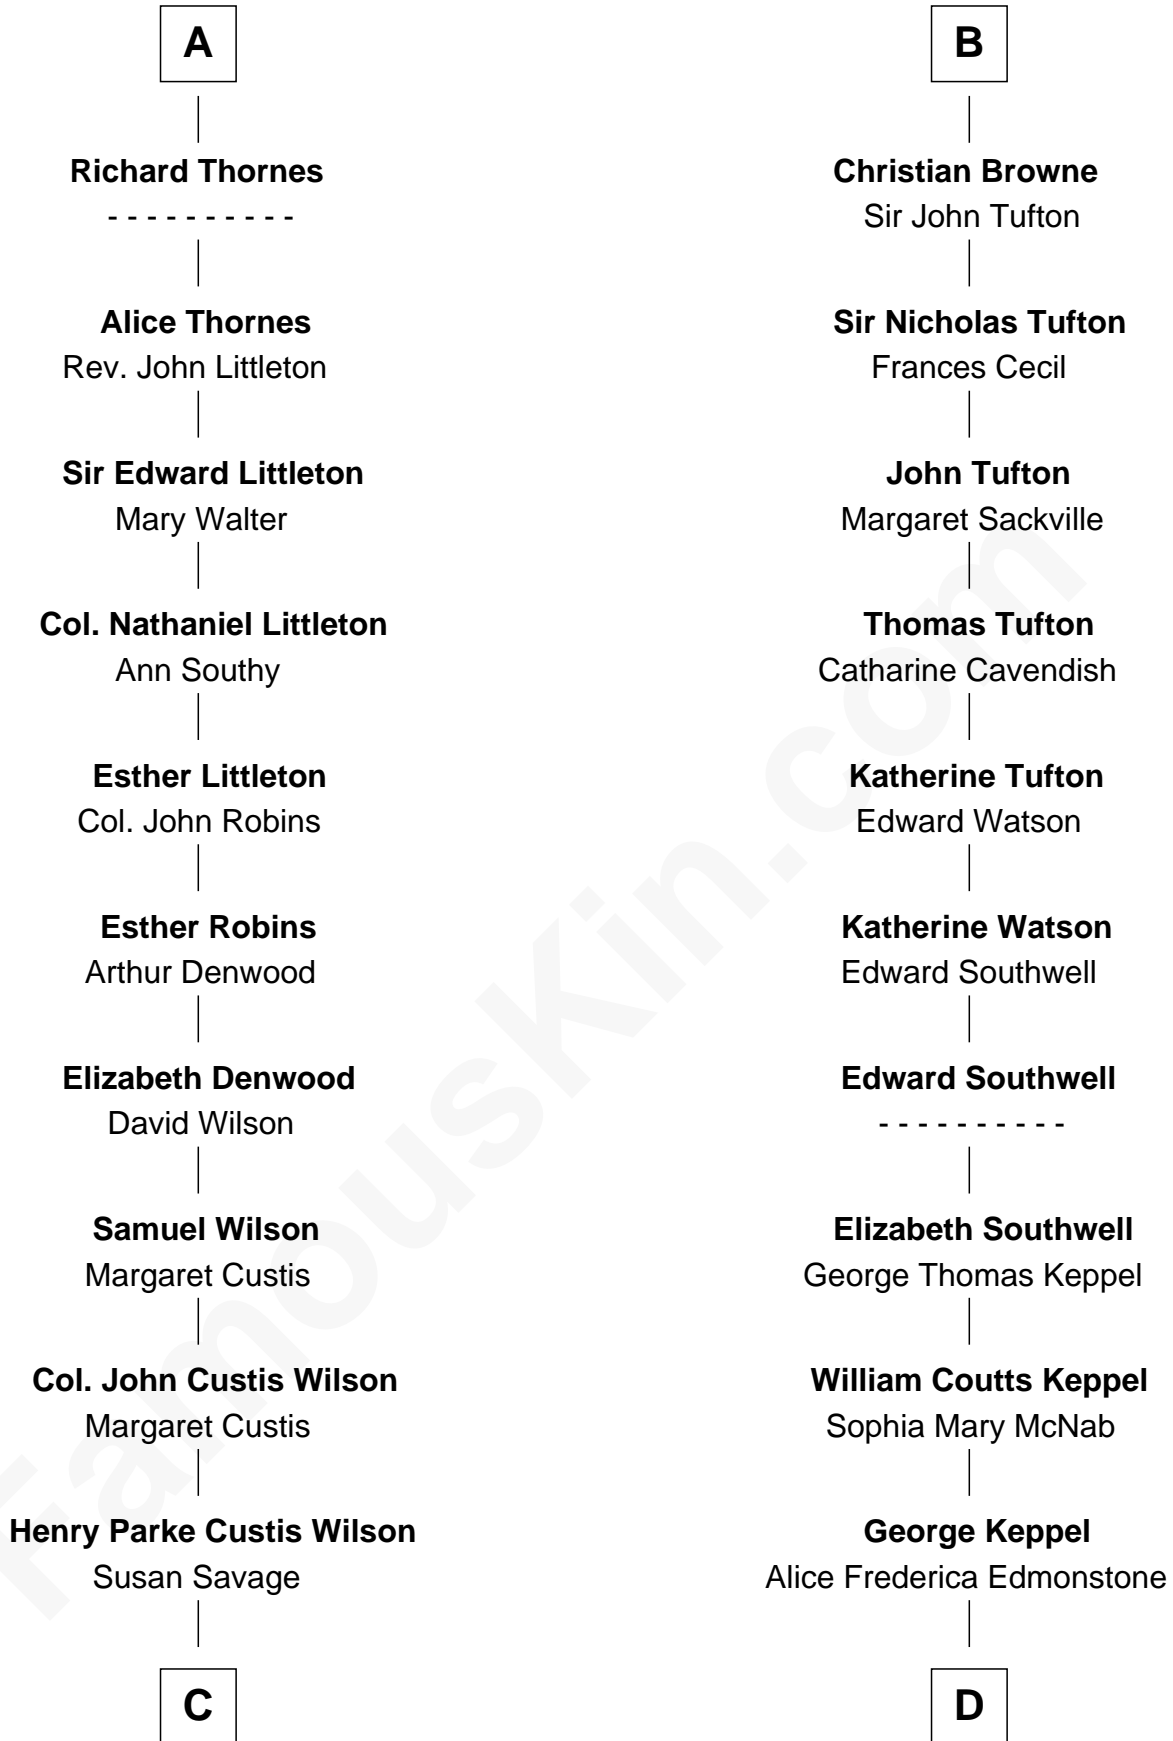 A
Richard Thornes
- - - - - - - - - -
Alice Thornes
Rev. John Littleton
Sir Edward Littleton
Mary Walter
Col. Nathaniel Littleton
Ann Southy
Esther Littleton
Col. John Robins
Esther Robins
Arthur Denwood
Elizabeth Denwood
David Wilson
Samuel Wilson
Margaret Custis
Col. John Custis Wilson
Margaret Custis
Henry Parke Custis Wilson
Susan Savage
C
B
Christian Browne
Sir John Tufton
Sir Nicholas Tufton
Frances Cecil
John Tufton
Margaret Sackville
Thomas Tufton
Catharine Cavendish
Katherine Tufton
Edward Watson
Katherine Watson
Edward Southwell
Edward Southwell
- - - - - - - - - -
Elizabeth Southwell
George Thomas Keppel
William Coutts Keppel
Sophia Mary McNab
George Keppel
Alice Frederica Edmonstone
D
FamousKin.com